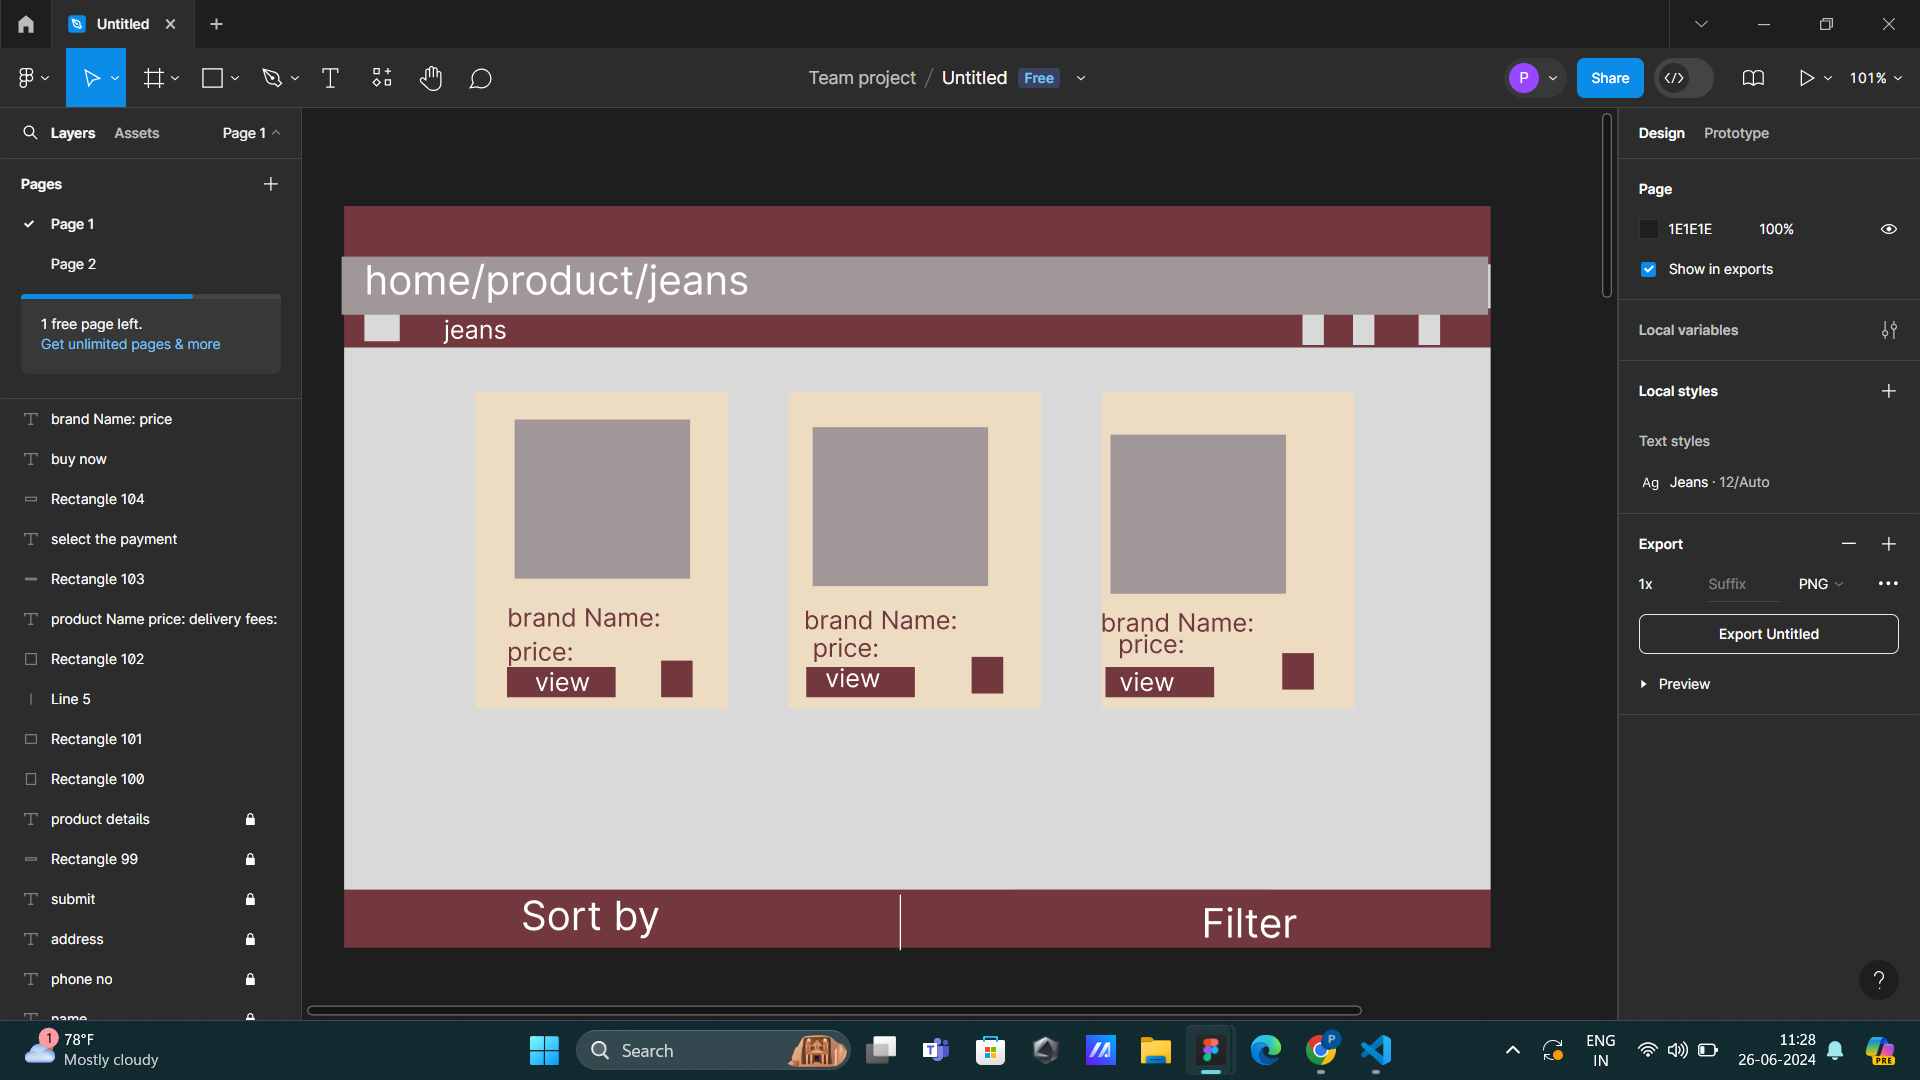 Untitled
Team project / Untitled Free
P
Share
101%
Layers Assets Page 1
Pages
Page 1
Page 2
1 free page left.
Get unlimited pages & more
brand Name: price
buy now
Rectangle 104
select the payment
Rectangle 103
product Name price: delivery fees:
Rectangle 102
Line 5
Rectangle 101
Rectangle 100
product details
Rectangle 99
submit
address
phone no
name
home/product/jeans
jeans
brand Name:
price:
view
brand Name:
price:
view
brand Name:
price:
view
Sort by
Filter
Design Prototype
Page
1E1E1E 100%
Show in exports
Local variables
Local styles
Text styles
Ag Jeans · 12/Auto
Export
1x Suffix PNG
Export Untitled
Preview
?
1
78°F
Mostly cloudy
Search
T
P
PRE
ENG
IN
11:28
26-06-2024